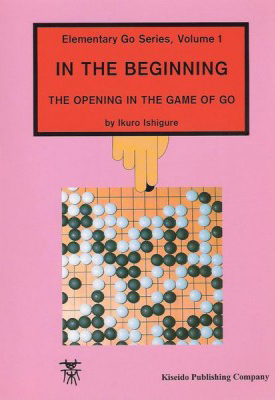 Elementary Go Series, Volume 1
IN THE BEGINNING
THE OPENING IN THE GAME OF GO
by Ikuro Ishigure
Kiseido Publishing Company